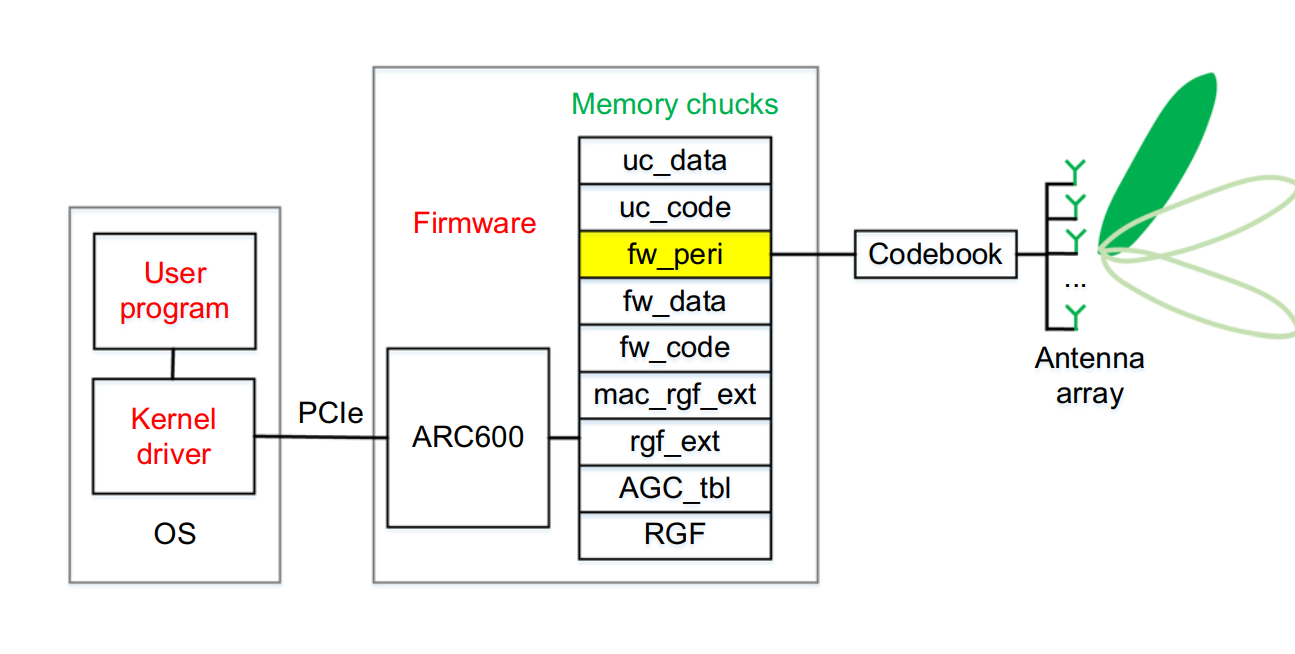 User
program
Kernel
driver
OS
PCIe
Firmware
ARC600
Memory chucks
uc_data
uc_code
fw_peri
fw_data
fw_code
mac_rgf_ext
rgf_ext
AGC_tbl
RGF
Codebook
...
Antenna
array